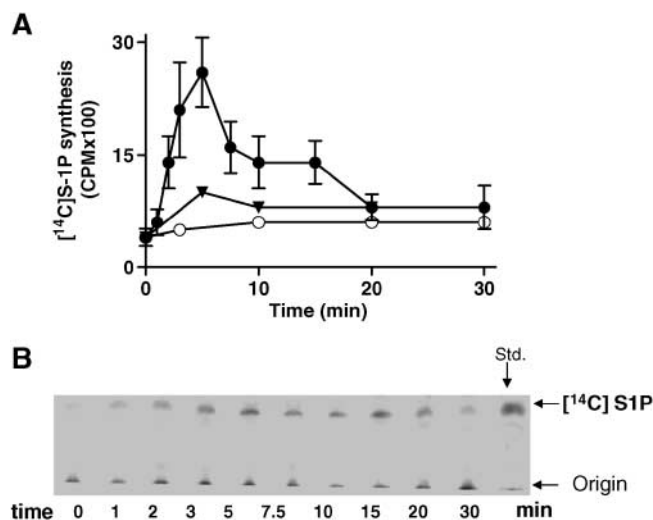 A
30
15
0
[¹⁴C]S-1P synthesis
(CPMx100)
0 10 20 30
Time (min)
B
Std.
[¹⁴C] S1P
Origin
time 0 1 2 3 5 7.5 10 15 20 30 min